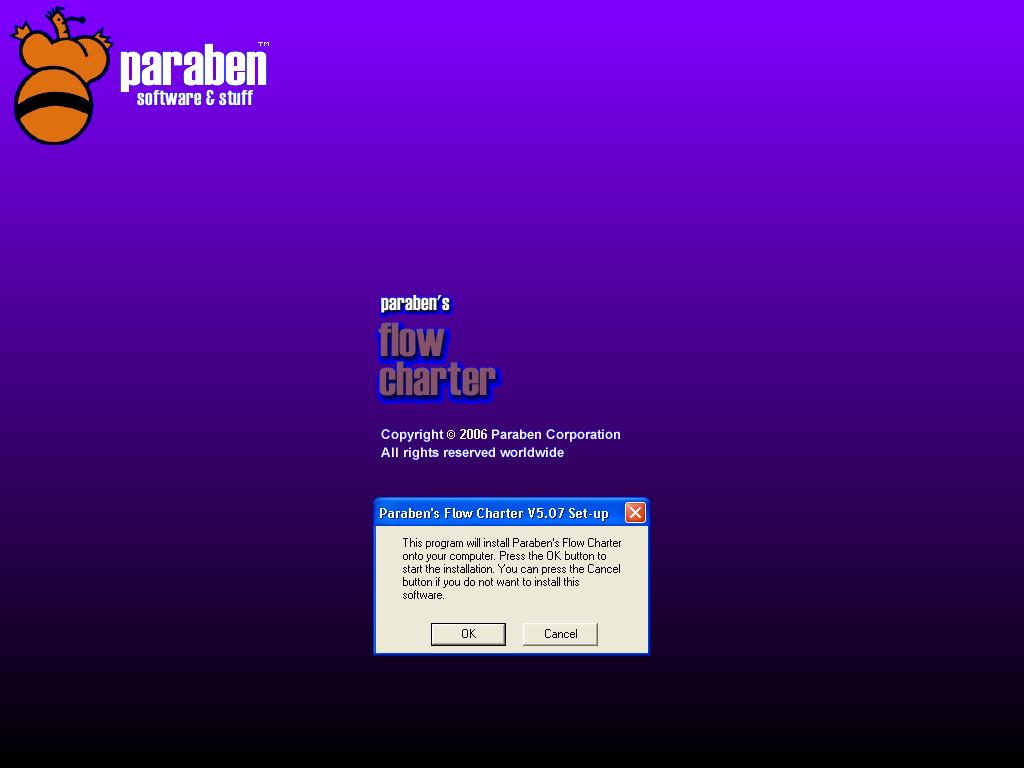 paraben™
software & stuff
paraben's
flow
charter
Copyright © 2006 Paraben Corporation
All rights reserved worldwide
Paraben's Flow Charter V5.07 Set-up
This program will install Paraben's Flow Charter
onto your computer. Press the OK button to
start the installation. You can press the Cancel
button if you do not want to install this
software.
OK Cancel